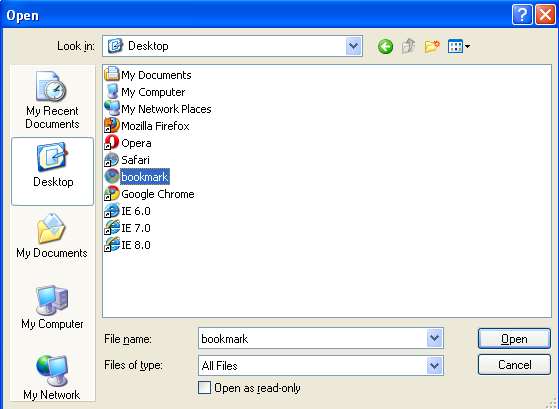 Open
Look in: Desktop
My Recent
Documents
Desktop
My Documents
My Computer
My Network
My Documents
My Computer
My Network Places
Mozilla Firefox
Opera
Safari
bookmark
Google Chrome
IE 6.0
IE 7.0
IE 8.0
File name: bookmark Open
Files of type: All Files Cancel
Open as read-only